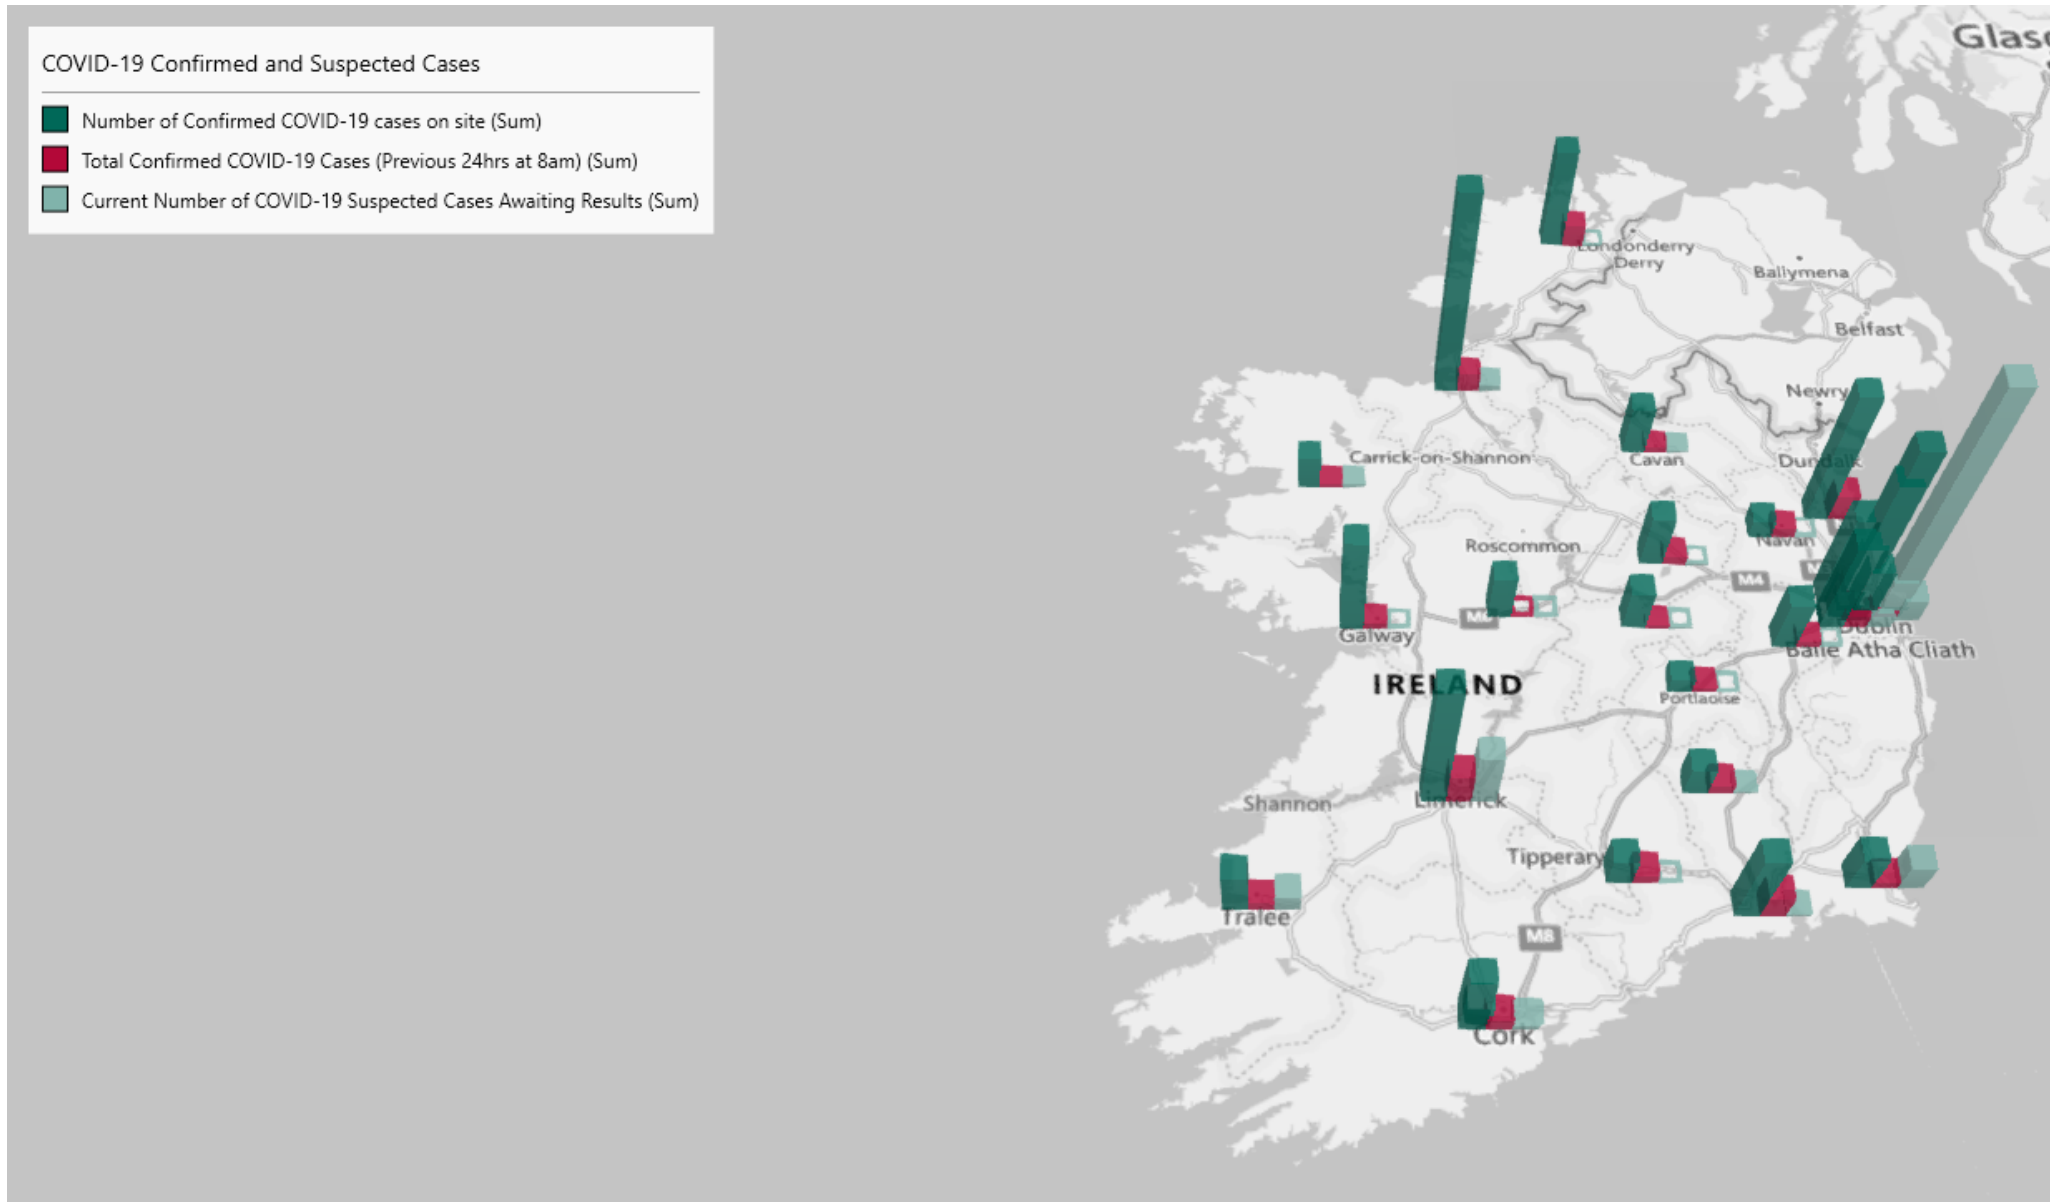 COVID-19 Confirmed and Suspected Cases
Number of Confirmed COVID-19 cases on site (Sum)
Total Confirmed COVID-19 Cases (Previous 24hrs at 8am) (Sum)
Current Number of COVID-19 Suspected Cases Awaiting Results (Sum)
Londonderry
Derry
Ballymena
Belfast
Newry
Carrick-on-Shannon
Cavan
Dundalk
Roscommon
Navan
M4
Galway
Dublin
Baile Atha Cliath
IRELAND
Portlaoise
Shannon
Limerick
Tipperary
Tralee
M8
Cork